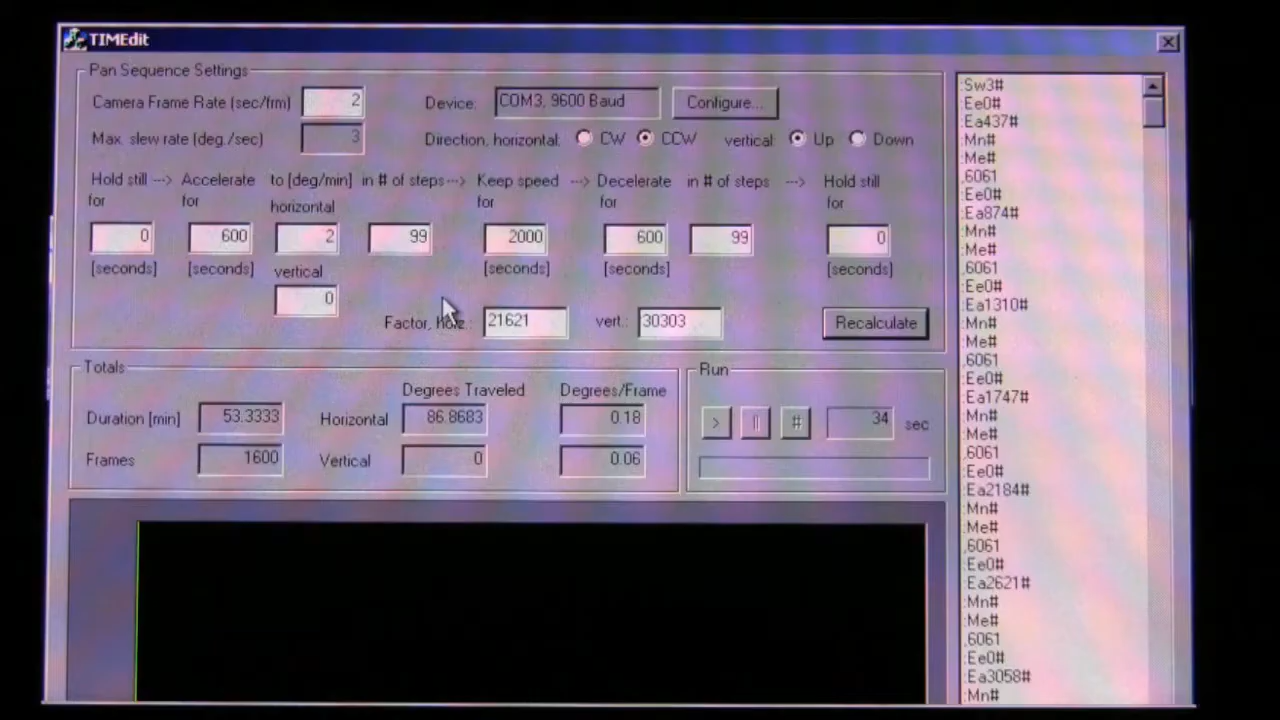 TIMEdit
Pan Sequence Settings
Camera Frame Rate (sec/frm) 2 Device: COM3, 9600 Baud Configure...
Max. slew rate (deg./sec) 3 Direction, horizontal: CW CCW vertical: Up Down
Hold still ---> Accelerate to [deg/min] in # of steps---> Keep speed ---> Decelerate in # of steps ---> Hold still
for for horizontal for for for
0 600 2 99 2000 600 99 0
[seconds] [seconds] vertical [seconds] [seconds] [seconds]
0
Factor, horiz.: 21621 vert.: 30303 Recalculate
Totals
Degrees Traveled Degrees/Frame
Duration [min] 53.3333 Horizontal 86.8683 0.18
Frames 1600 Vertical 0 0.06
Run
> || # 34 sec
:Sw3#
:Ee0#
:Ea437#
:Mn#
:Me#
,6061
:Ee0#
:Ea874#
:Mn#
:Me#
,6061
:Ee0#
:Ea1310#
:Mn#
:Me#
,6061
:Ee0#
:Ea1747#
:Mn#
:Me#
,6061
:Ee0#
:Ea2184#
:Mn#
:Me#
,6061
:Ee0#
:Ea2621#
:Mn#
:Me#
,6061
:Ee0#
:Ea3058#
:Mn#